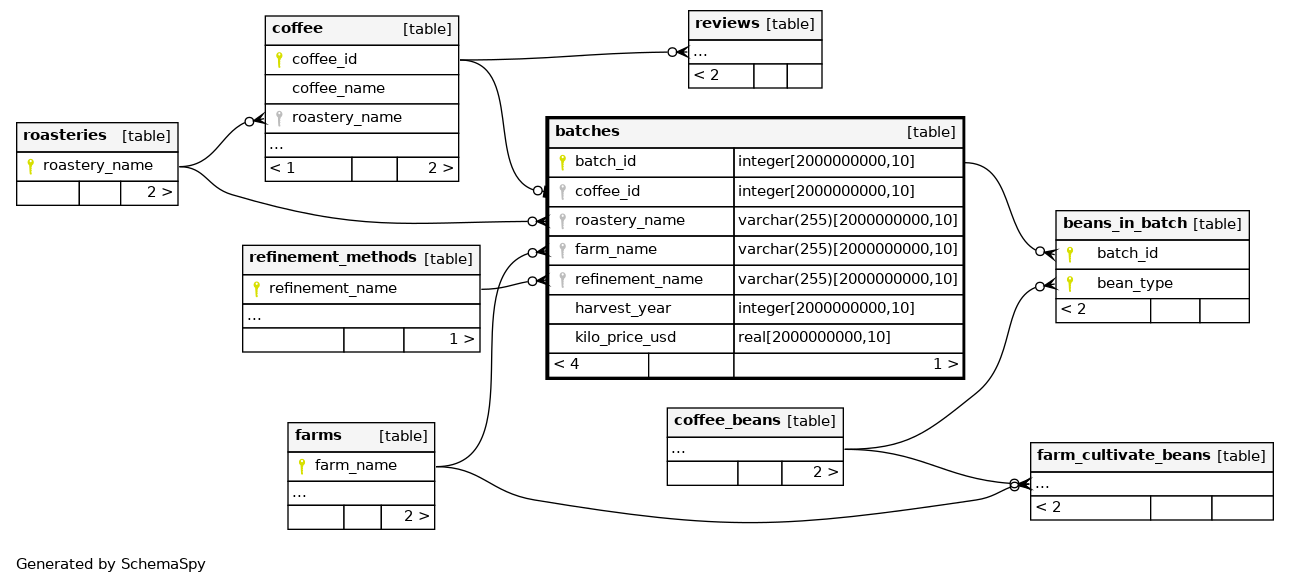 coffee [table]
coffee_id
coffee_name
roastery_name
...
< 1 2 >
reviews [table]
...
< 2
roasteries [table]
roastery_name
2 >
batches [table]
batch_id integer[2000000000,10]
coffee_id integer[2000000000,10]
roastery_name varchar(255)[2000000000,10]
farm_name varchar(255)[2000000000,10]
refinement_name varchar(255)[2000000000,10]
harvest_year integer[2000000000,10]
kilo_price_usd real[2000000000,10]
< 4 1 >
beans_in_batch [table]
batch_id
bean_type
< 2
refinement_methods [table]
refinement_name
...
1 >
farms [table]
farm_name
...
2 >
coffee_beans [table]
...
2 >
farm_cultivate_beans [table]
...
< 2
Generated by SchemaSpy